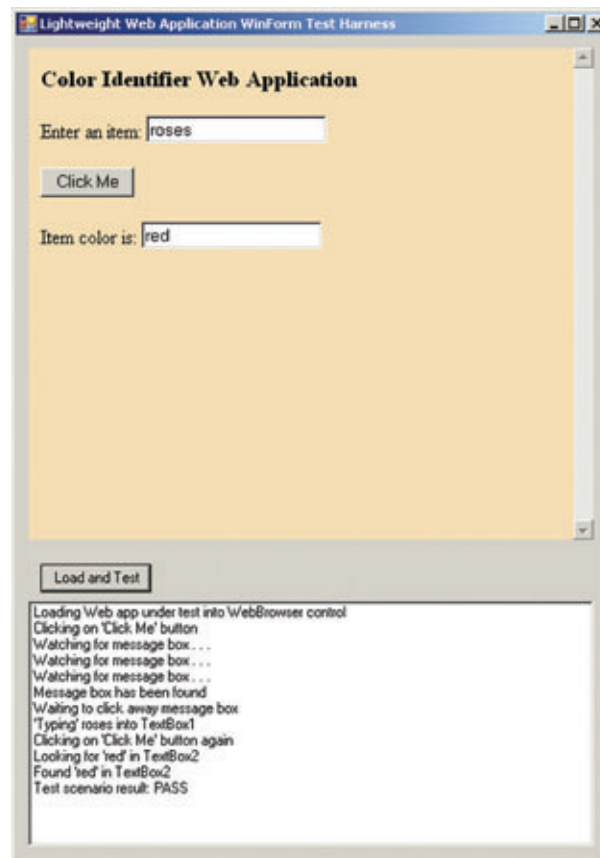 Lightweight Web Application WinForm Test Harness
Color Identifier Web Application
Enter an item: roses
Click Me
Item color is: red
Load and Test
Loading Web app under test into WebBrowser control
Clicking on 'Click Me' button
Watching for message box . . .
Watching for message box . . .
Watching for message box . . .
Message box has been found
Waiting to click away message box
'Typing' roses into TextBox1
Clicking on 'Click Me' button again
Looking for 'red' in TextBox2
Found 'red' in TextBox2
Test scenario result: PASS